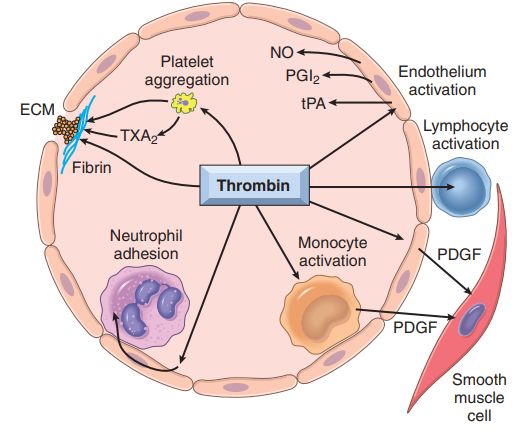 NO
Platelet
aggregation
PGI2
Endothelium
activation
ECM
tPA
TXA2
Lymphocyte
activation
Fibrin
Thrombin
Neutrophil
adhesion
Monocyte
activation
PDGF
PDGF
Smooth
muscle
cell